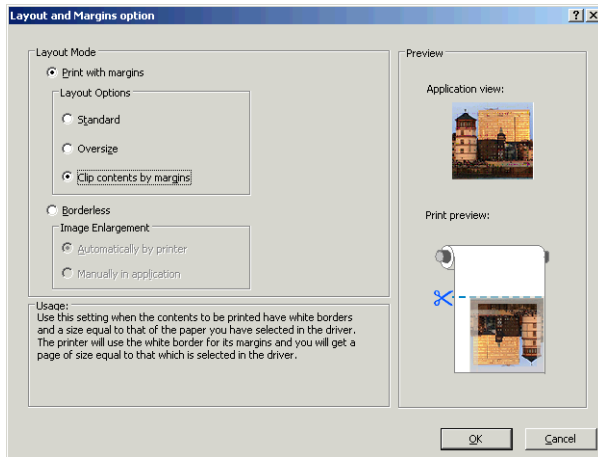 Layout and Margins option
Layout Mode
Print with margins
Layout Options
Standard
Oversize
Clip contents by margins
Borderless
Image Enlargement
Automatically by printer
Manually in application
Usage:
Use this setting when the contents to be printed have white borders
and a size equal to that of the paper you have selected in the driver.
The printer will use the white border for its margins and you will get a
page of size equal to that which is selected in the driver.
Preview
Application view:
Print preview:
OK
Cancel